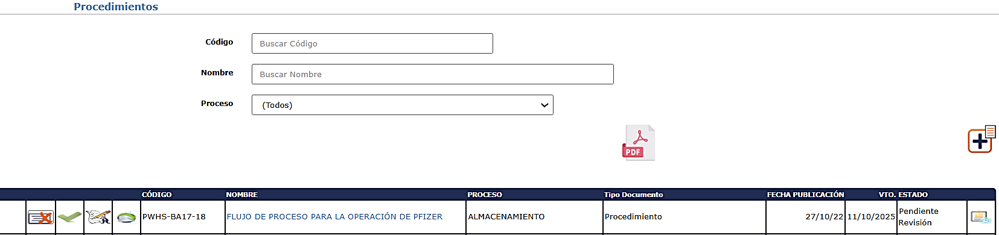 Procedimientos
Código
Buscar Código
Nombre
Buscar Nombre
Proceso
(Todos)
PDF
CÓDIGO NOMBRE PROCESO Tipo Documento FECHA PUBLICACIÓN VTO. ESTADO
PWHS-BA17-18 FLUJO DE PROCESO PARA LA OPERACIÓN DE PFIZER ALMACENAMIENTO Procedimiento 27/10/22 11/10/2025 Pendiente
Revisión